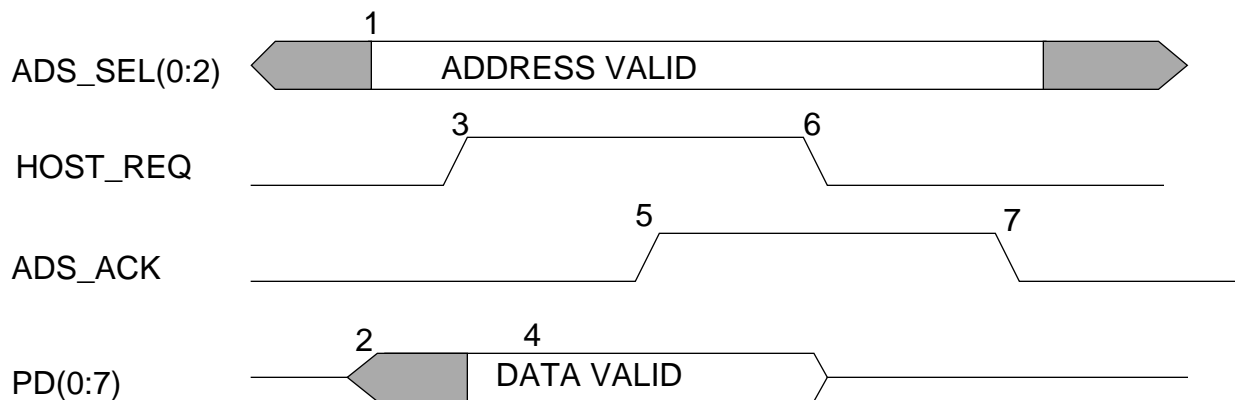 1
ADS_SEL(0:2)
ADDRESS VALID
3
6
HOST_REQ
5
7
ADS_ACK
2
4
PD(0:7)
DATA VALID